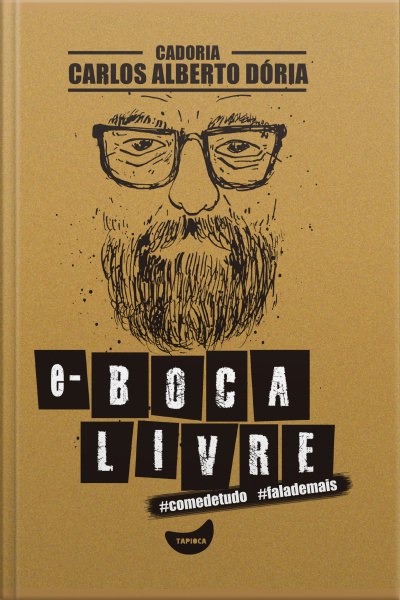 CADORIA
CARLOS ALBERTO DÓRIA
e-BOCA
LIVRE
#comedetudo #falademais
TAPIOCA